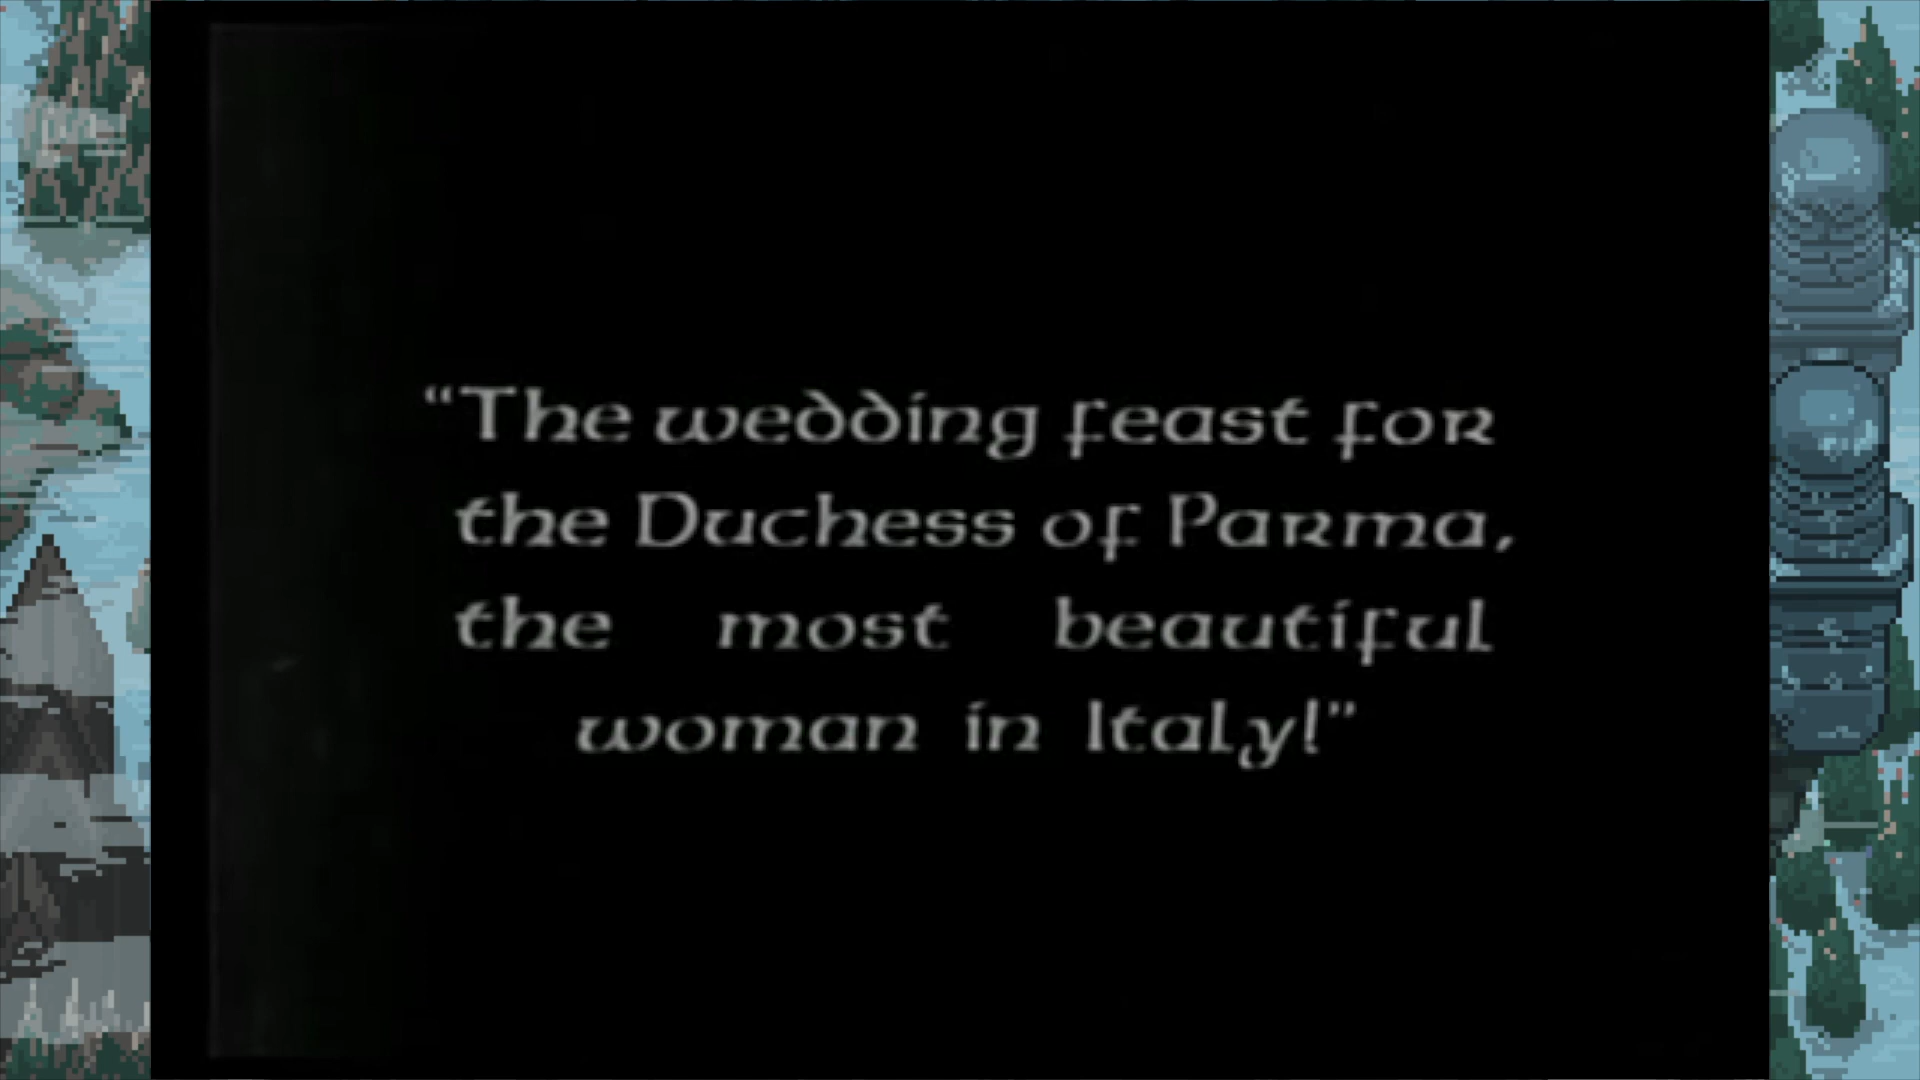 “The wedding feast for
the Duchess of Parma,
the most beautiful
woman in Italy!”